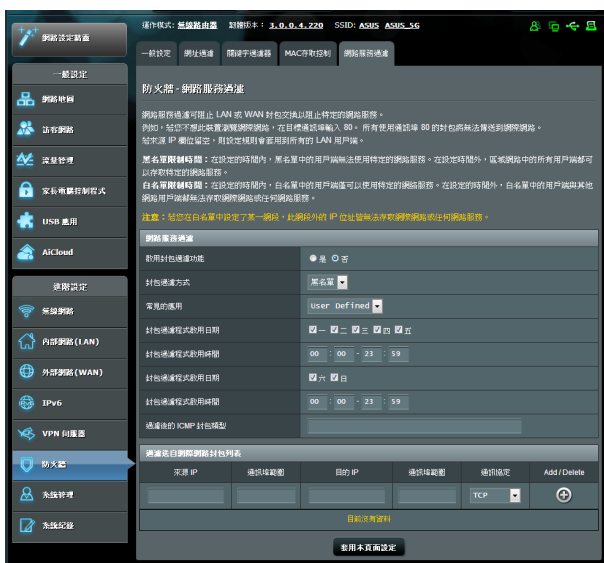 網路設定精靈
運作模式: 無線路由器 韌體版本: 3.0.0.4.220 SSID: ASUS ASUS_5G
一般設定 網址過濾 關鍵字過濾器 MAC存取控制 網路服務過濾
一般設定
網路地圖
訪客網路
流量管理
家長電腦控制程式
USB 應用
AiCloud
進階設定
無線網路
內部網路(LAN)
外部網路(WAN)
IPv6
VPN 伺服器
防火牆
系統管理
系統紀錄
防火牆 - 網路服務過濾
網路服務過濾可阻止 LAN 或 WAN 封包交換以阻止特定的網路服務。
例如，若您不想此裝置瀏覽網際網路，在目標通訊埠輸入 80。 所有使用通訊埠 80 的封包將無法傳送到網際網路。
若來源 IP 欄位留空，則設定規則會套用到所有的 LAN 用戶端。
黑名單限制時間：在設定的時間內，黑名單中的用戶端無法使用特定的網路服務。在設定時間外，區域網路中的所有用戶端都可
以存取特定的網路服務。
白名單限制時間：在設定的時間內，白名單中的用戶端僅可以使用特定的網路服務。在設定的時間外，白名單中的用戶端與其他
網路用戶端都無法存取網際網路或任何網路服務。
注意：若您在白名單中設定了某一網段，此網段外的 IP 位址皆無法存取網際網路或任何網路服務。
網路服務過濾
啟用封包過濾功能 是 否
封包過濾方式 黑名單
常見的應用 User Defined
封包過濾程式啟用日期 一 二 三 四 五
封包過濾程式啟用時間 00 : 00 - 23 : 59
封包過濾程式啟用日期 六 日
封包過濾程式啟用時間 00 : 00 - 23 : 59
過濾後的 ICMP 封包類型
過濾送自網際網路封包列表
來源 IP 通訊埠範圍 目的 IP 通訊埠範圍 通訊協定 Add / Delete
TCP
目前沒有資料
套用本頁面設定